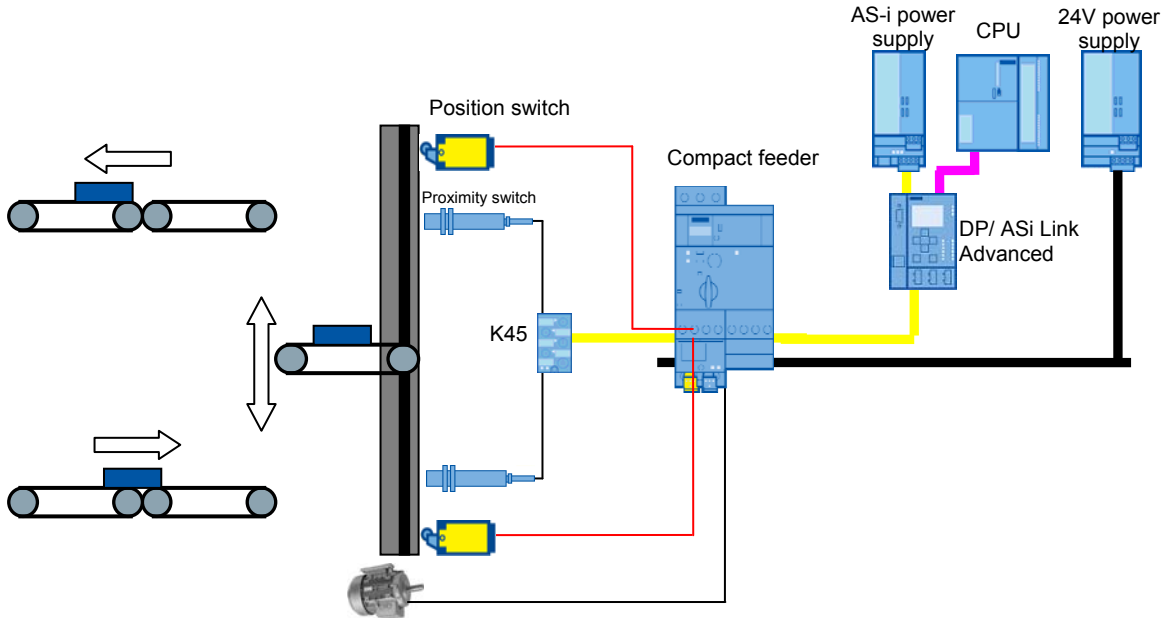 AS-i power
supply
CPU
24V power
supply
Position switch
Compact feeder
Proximity switch
DP/ ASi Link
Advanced
K45